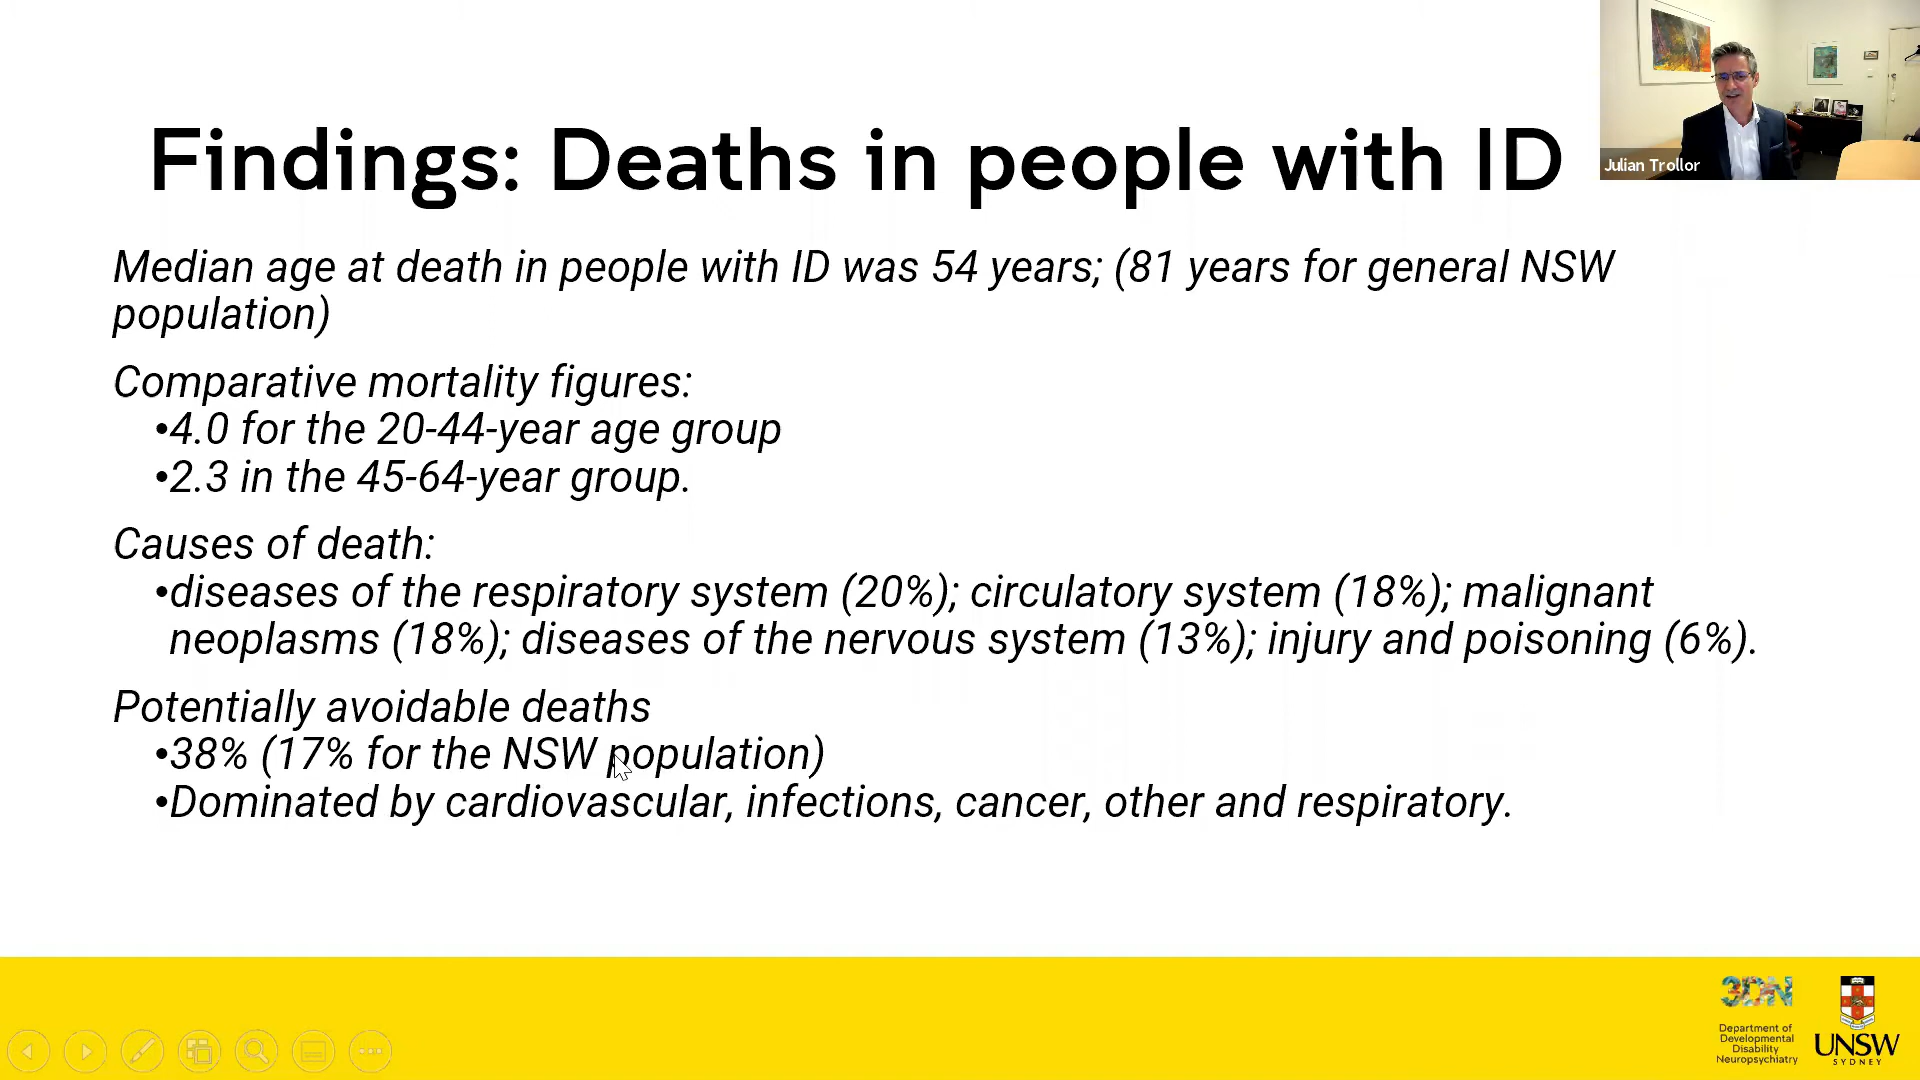 Findings: Deaths in people with ID
Julian Trollor
Median age at death in people with ID was 54 years; (81 years for general NSW
population)
Comparative mortality figures:
•4.0 for the 20-44-year age group
•2.3 in the 45-64-year group.
Causes of death:
•diseases of the respiratory system (20%); circulatory system (18%); malignant
neoplasms (18%); diseases of the nervous system (13%); injury and poisoning (6%).
Potentially avoidable deaths
•38% (17% for the NSW population)
•Dominated by cardiovascular, infections, cancer, other and respiratory.
3DN
Department of
Developmental
Disability
Neuropsychiatry
UNSW
SYDNEY